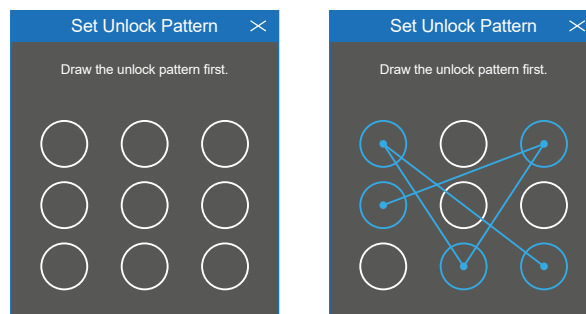 Set Unlock Pattern
Draw the unlock pattern first.
Set Unlock Pattern
Draw the unlock pattern first.